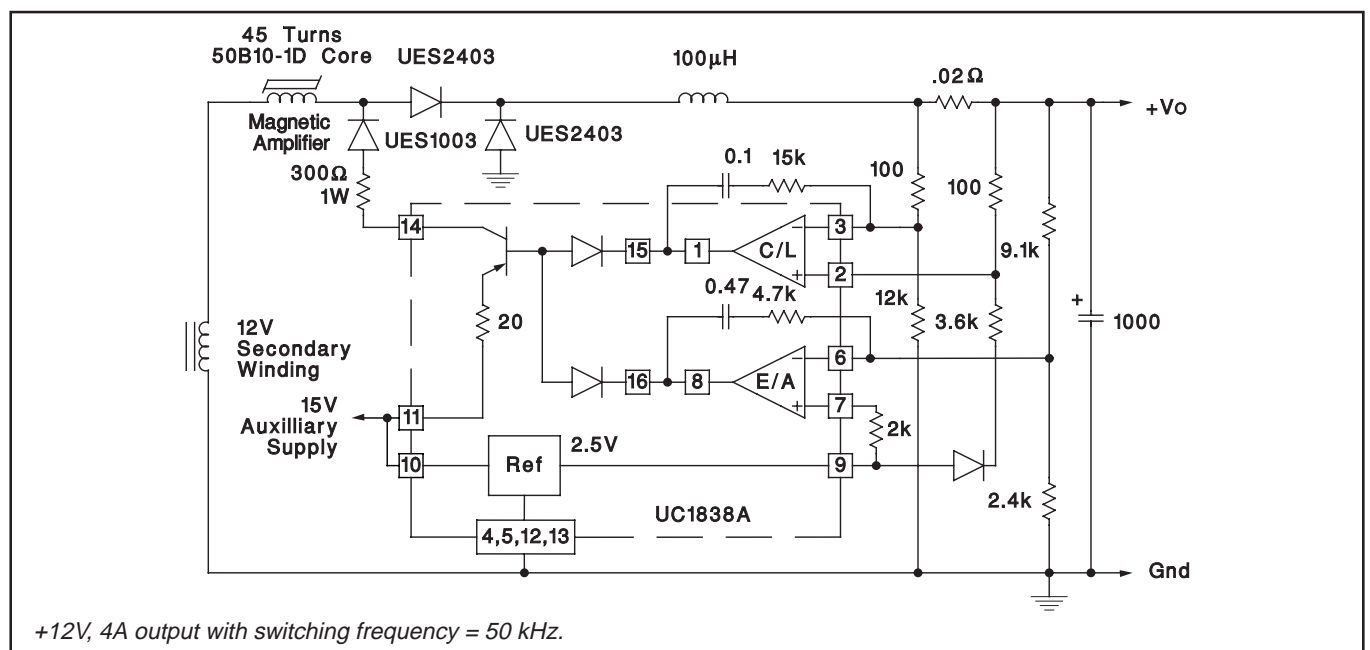 45 Turns
50B10-1D Core
UES2403
100μH
.02Ω
+Vo
Magnetic
Amplifier
UES1003
UES2403
300Ω
1W
0.1
15k
100
100
14
15
1
C/L
-
3
+
2
9.1k
0.47
4.7k
12k
3.6k
+
1000
20
12V
Secondary
Winding
16
8
E/A
-
6
+
7
2k
15V
Auxilliary
Supply
11
10
Ref
2.5V
9
2.4k
UC1838A
4,5,12,13
Gnd
+12V, 4A output with switching frequency = 50 kHz.